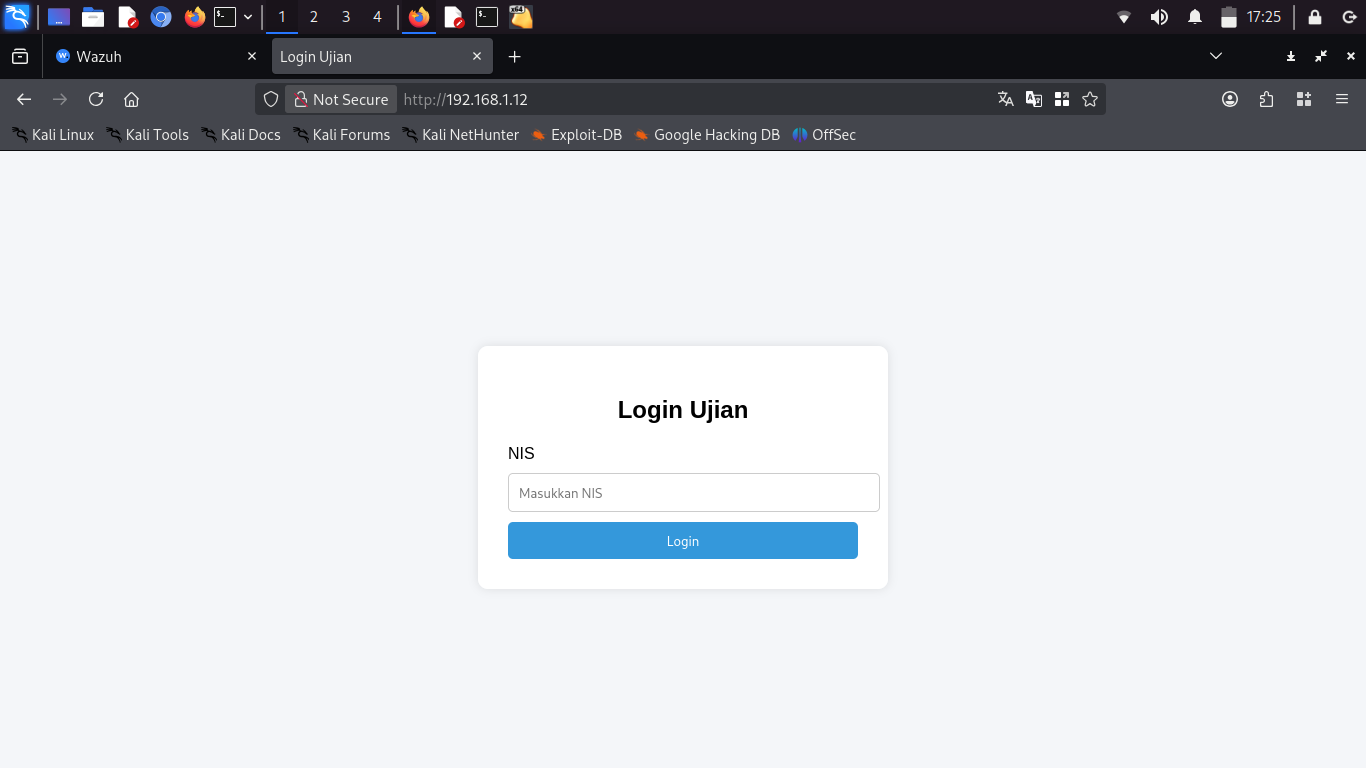 1 2 3 4 17:25
Wazuh Login Ujian
Not Secure http://192.168.1.12
Kali Linux Kali Tools Kali Docs Kali Forums Kali NetHunter Exploit-DB Google Hacking DB OffSec
Login Ujian
NIS
Masukkan NIS
Login